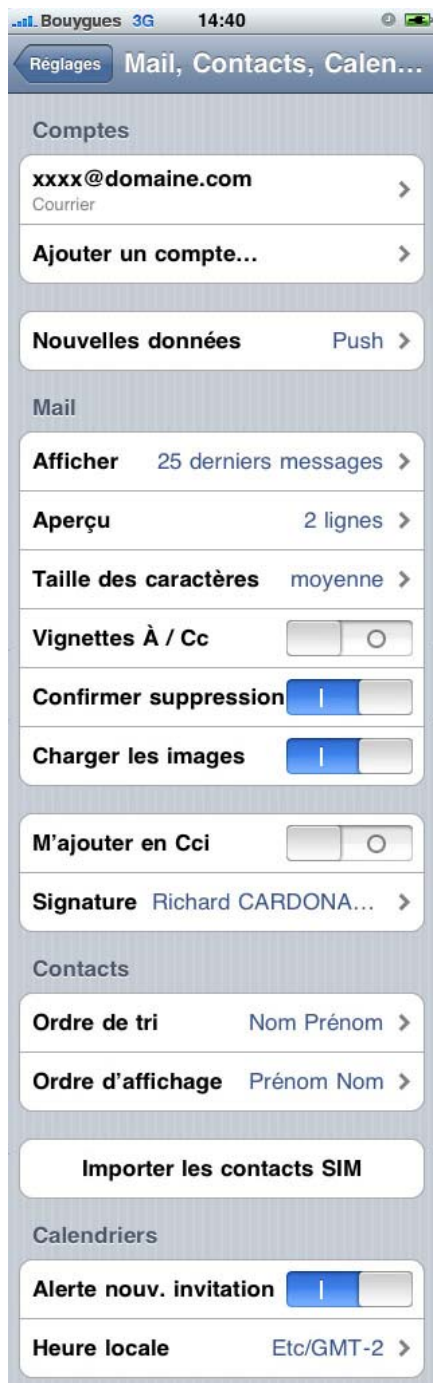 Bouygues 3G 14:40
Réglages Mail, Contacts, Calen...
Comptes
xxxx@domaine.com
Courrier
Ajouter un compte...
Nouvelles données Push
Mail
Afficher 25 derniers messages
Aperçu 2 lignes
Taille des caractères moyenne
Vignettes À / Cc
Confirmer suppression
Charger les images
M'ajouter en Cci
Signature Richard CARDONA...
Contacts
Ordre de tri Nom Prénom
Ordre d'affichage Prénom Nom
Importer les contacts SIM
Calendriers
Alerte nouv. invitation
Heure locale Etc/GMT-2